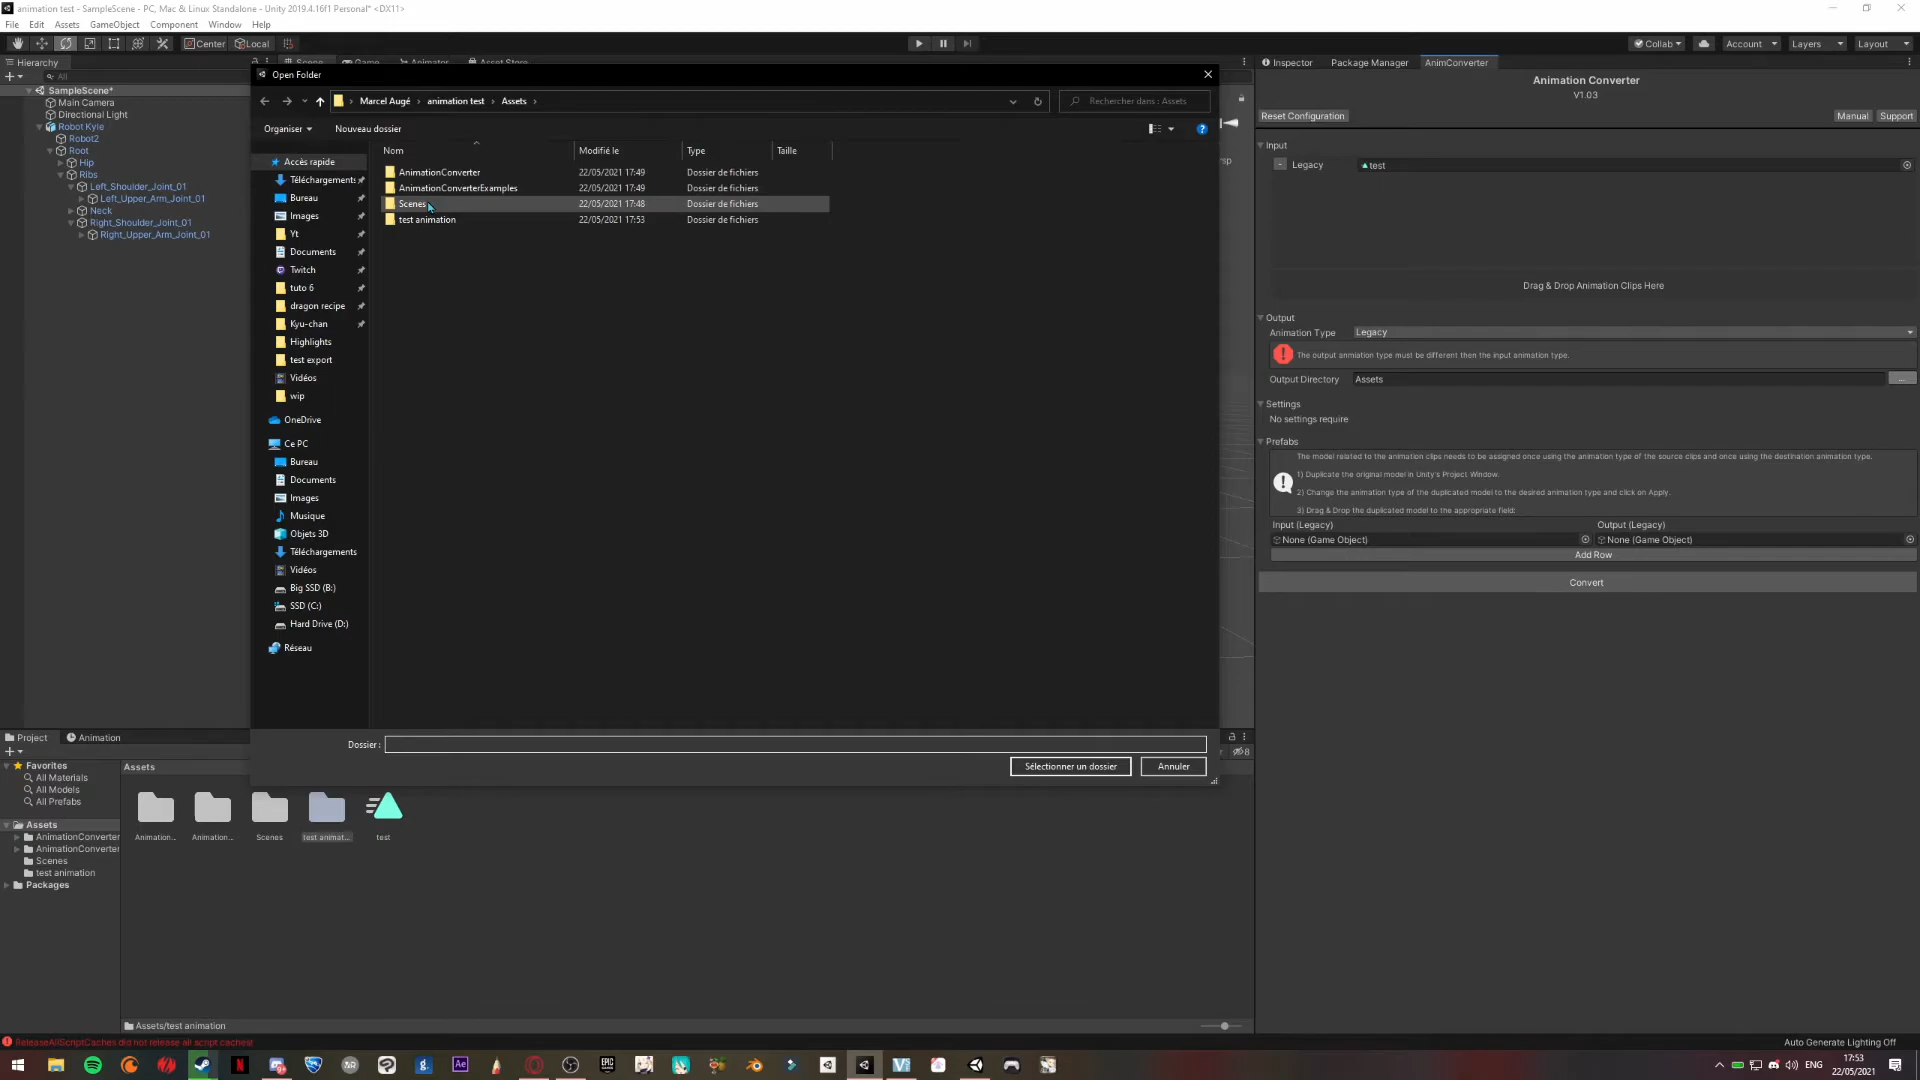 animation test - SampleScene - PC, Mac & Linux Standalone - Unity 2019.4.16f1 Personal* <DX11>
File Edit Assets GameObject Component Window Help
Center Local
Collab Account Layers Layout
Hierarchy
Scene Game Animator Asset Store
Inspector Package Manager AnimConverter
All
SampleScene*
Main Camera
Directional Light
Robot Kyle
Robot2
Root
Hip
Ribs
Left_Shoulder_Joint_01
Left_Upper_Arm_Joint_01
Neck
Right_Shoulder_Joint_01
Right_Upper_Arm_Joint_01
Open Folder
Marcel Augé > animation test > Assets >
Rechercher dans : Assets
Organiser Nouveau dossier
Nom Modifié le Type Taille
AnimationConverter 22/05/2021 17:49 Dossier de fichiers
AnimationConverterExamples 22/05/2021 17:49 Dossier de fichiers
Scenes 22/05/2021 17:48 Dossier de fichiers
test animation 22/05/2021 17:53 Dossier de fichiers
Accès rapide
Téléchargements
Bureau
Images
Yt
Documents
Twitch
tuto 6
dragon recipe
Kyu-chan
Highlights
test export
Vidéos
wip
OneDrive
Ce PC
Bureau
Documents
Images
Musique
Objets 3D
Téléchargements
Vidéos
Big SSD (B:)
SSD (C:)
Hard Drive (D:)
Réseau
Dossier :
Sélectionner un dossier Annuler
Animation Converter
V1.03
Reset Configuration Manual Support
Input
Legacy test
Drag & Drop Animation Clips Here
Output
Animation Type Legacy
The output anmiation type must be different then the input animation type.
Output Directory Assets ...
Settings
No settings require
Prefabs
The model related to the animation clips needs to be assigned once using the animation type of the source clips and once using the destination animation type.
1) Duplicate the original model in Unity's Project Window.
2) Change the animation type of the duplicated model to the desired animation type and click on Apply.
3) Drag & Drop the duplicated model to the appropriate field:
Input (Legacy) Output (Legacy)
None (Game Object) None (Game Object)
Add Row
Convert
Project Animation
8
Favorites
All Materials
All Models
All Prefabs
Assets
AnimationConverter
AnimationConverter
Scenes
test animation
Packages
Assets
Animation... Animation... Scenes test animat... test
Assets/test animation
ReleaseAllScriptCaches did not release all script caches!
Auto Generate Lighting Off
ENG
17:53
22/05/2021